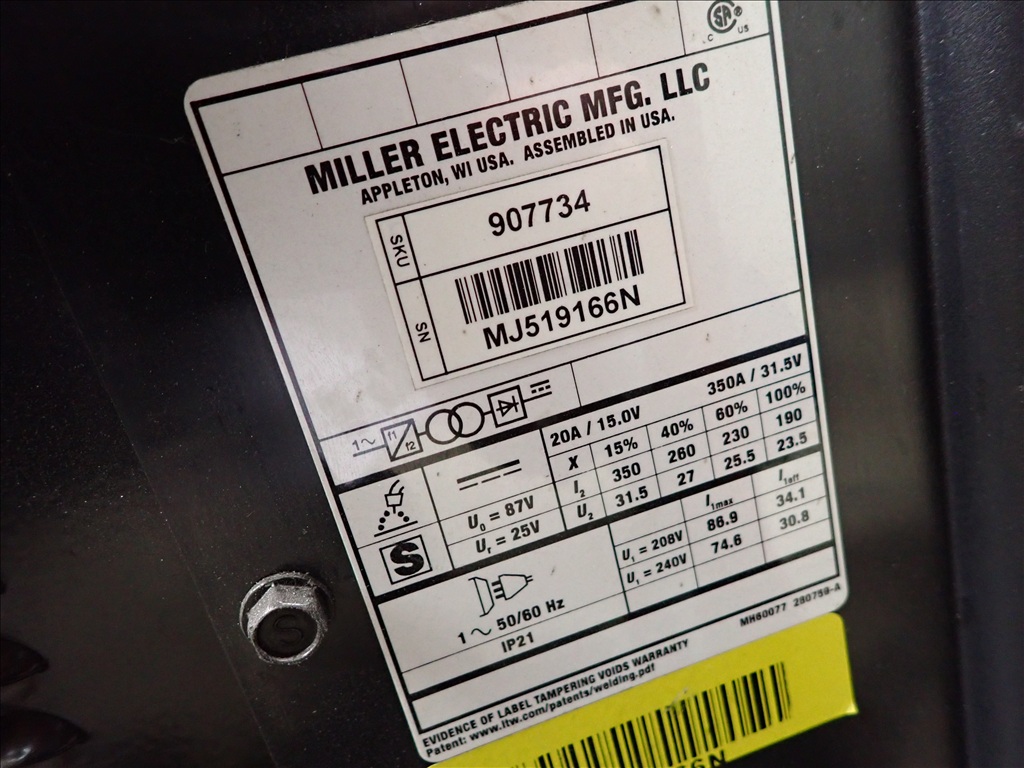 SA
C US
MILLER ELECTRIC MFG. LLC
APPLETON, WI USA. ASSEMBLED IN USA.
SKU 907734
SN MJ519166N
1~ f1 f2
20A / 15.0V 350A / 31.5V
X 15% 40% 60% 100%
I2 350 260 230 190
U2 31.5 27 25.5 23.5
U0 = 87V
Ur = 25V
S
I1max I1eff
U1 = 208V 86.9 34.1
U1 = 240V 74.6 30.8
1 ~ 50/60 Hz
IP21
MH60077 280759-A
EVIDENCE OF LABEL TAMPERING VOIDS WARRANTY
Patent: www.itw.com/patents/welding.pdf
S